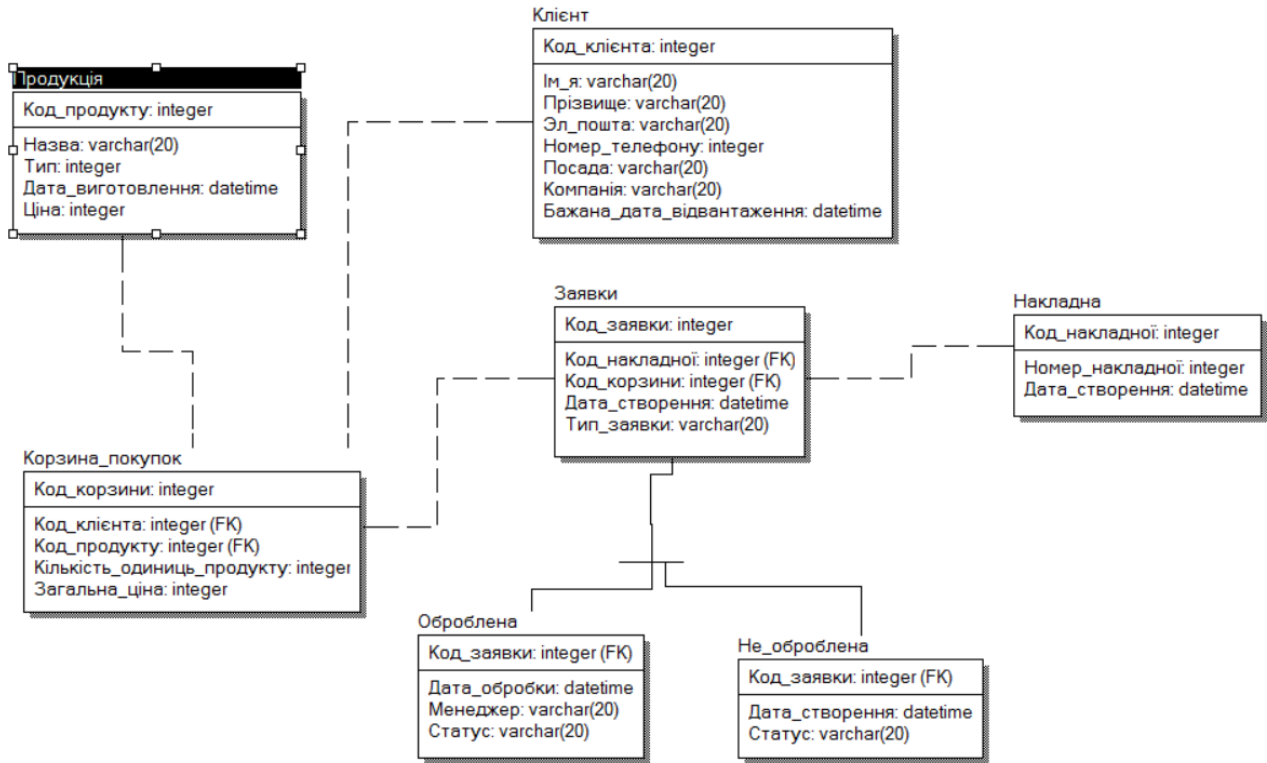 Клієнт
Код_клієнта: integer
Ім_я: varchar(20)
Прізвище: varchar(20)
Эл_пошта: varchar(20)
Номер_телефону: integer
Посада: varchar(20)
Компанія: varchar(20)
Бажана_дата_відвантаження: datetime
Продукція
Код_продукту: integer
Назва: varchar(20)
Тип: integer
Дата_виготовлення: datetime
Ціна: integer
Заявки
Код_заявки: integer
Код_накладної: integer (FK)
Код_корзини: integer (FK)
Дата_створення: datetime
Тип_заявки: varchar(20)
Накладна
Код_накладної: integer
Номер_накладної: integer
Дата_створення: datetime
Корзина_покупок
Код_корзини: integer
Код_клієнта: integer (FK)
Код_продукту: integer (FK)
Кількість_одиниць_продукту: integer
Загальна_ціна: integer
Оброблена
Код_заявки: integer (FK)
Дата_обробки: datetime
Менеджер: varchar(20)
Статус: varchar(20)
Не_оброблена
Код_заявки: integer (FK)
Дата_створення: datetime
Статус: varchar(20)